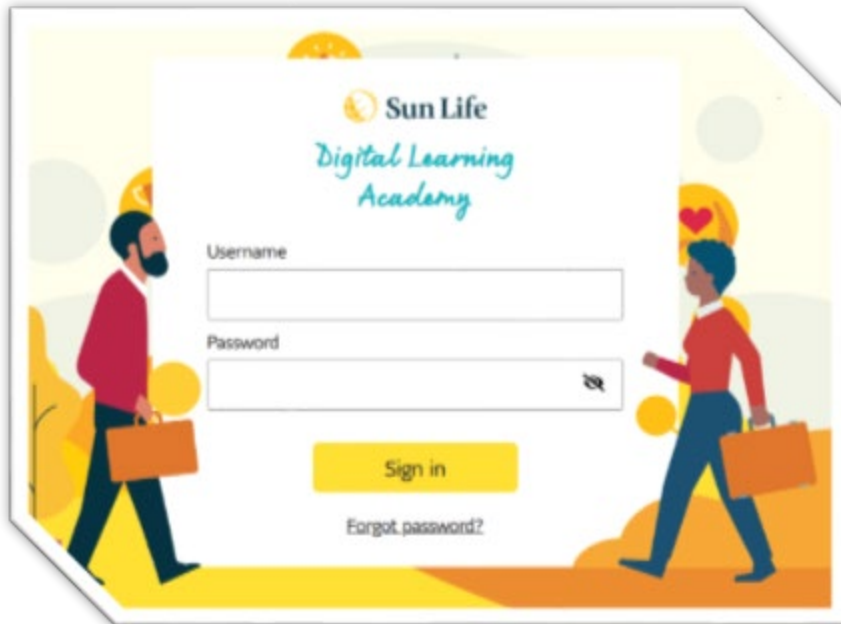 Sun Life
Digital Learning
Academy
Username
Password
Sign in
Forgot password?